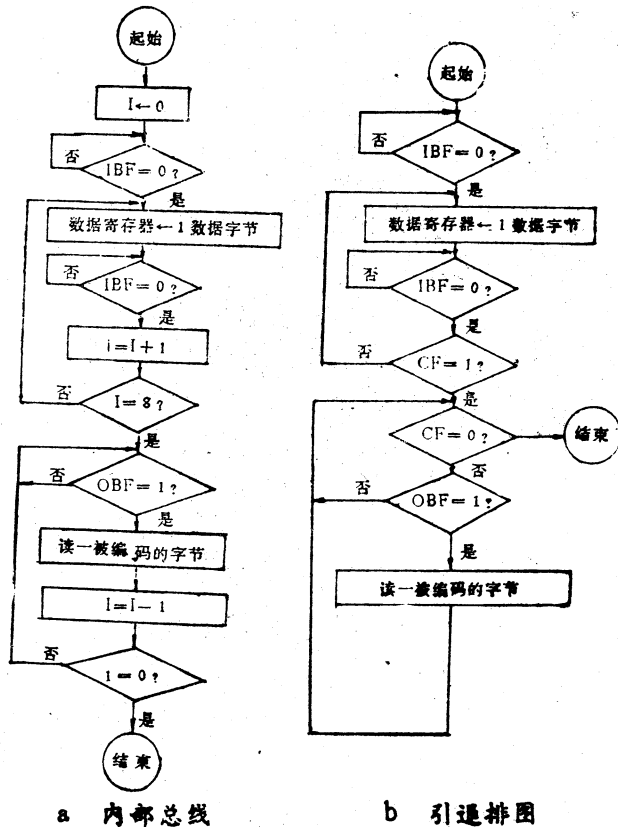 起始
I←0
IBF=0?
否
是
数据寄存器←1数据字节
IBF=0?
否
是
i=I+1
I=8?
否
是
OBF=1?
否
是
读一被编码的字节
I=I-1
I=0?
否
是
结束
a 内部总线
起始
IBF=0?
否
是
数据寄存器←1数据字节
IBF=0?
否
是
CF=1?
否
是
CF=0?
结束
否
OBF=1?
否
是
读一被编码的字节
b 引逞排图